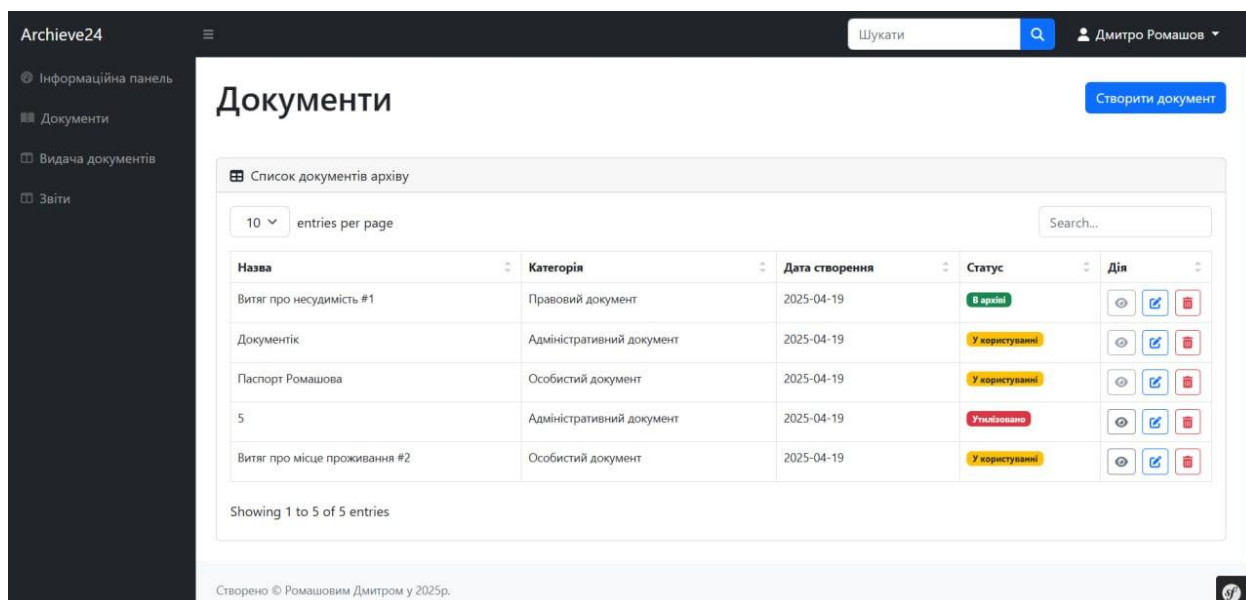 Archieve24
Шукати
Дмитро Ромашов
Інформаційна панель
Документи
Видача документів
Звіти
Документи
Створити документ
Список документів архіву
10 entries per page
Search...
Назва Категорія Дата створення Статус Дія
Витяг про несудимість #1 Правовий документ 2025-04-19 В архіві
Документік Адміністративний документ 2025-04-19 У користуванні
Паспорт Ромашова Особистий документ 2025-04-19 У користуванні
5 Адміністративний документ 2025-04-19 Утилізовано
Витяг про місце проживання #2 Особистий документ 2025-04-19 У користуванні
Showing 1 to 5 of 5 entries
Створено © Ромашовим Дмитром у 2025р.
sf